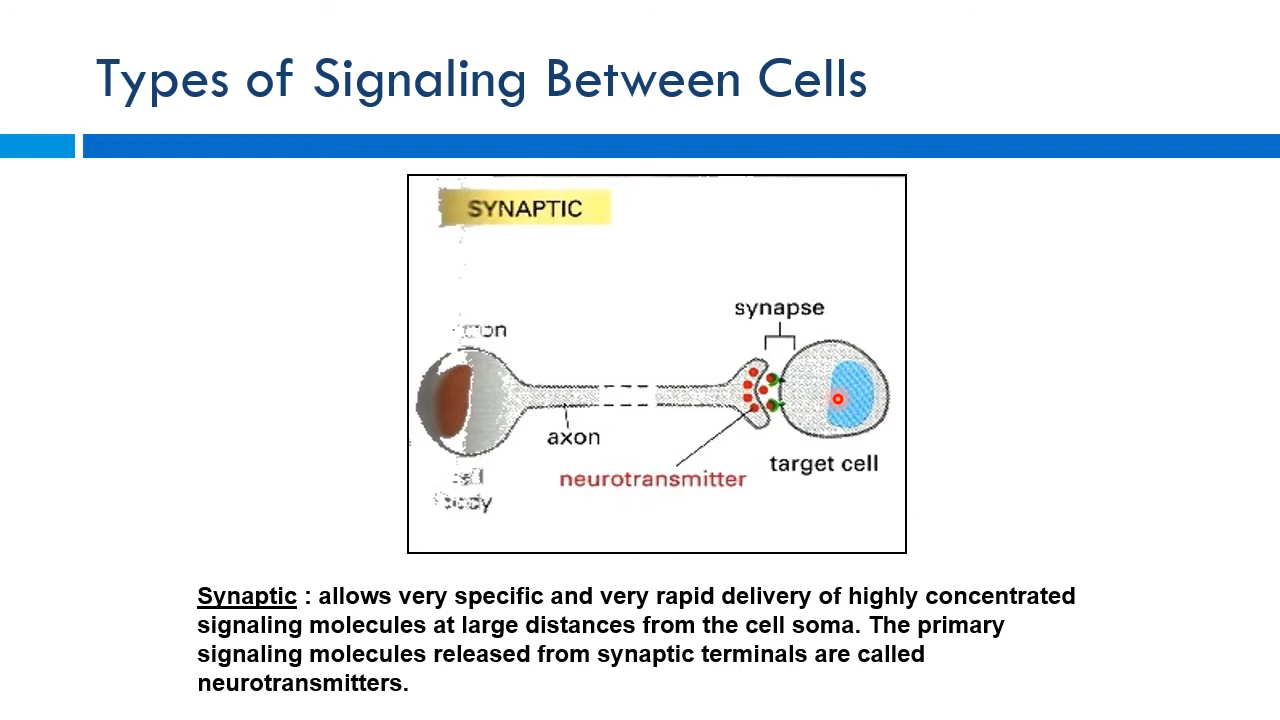 Types of Signaling Between Cells
SYNAPTIC
synapse
axon
target cell
neurotransmitter
Synaptic : allows very specific and very rapid delivery of highly concentrated
signaling molecules at large distances from the cell soma. The primary
signaling molecules released from synaptic terminals are called
neurotransmitters.